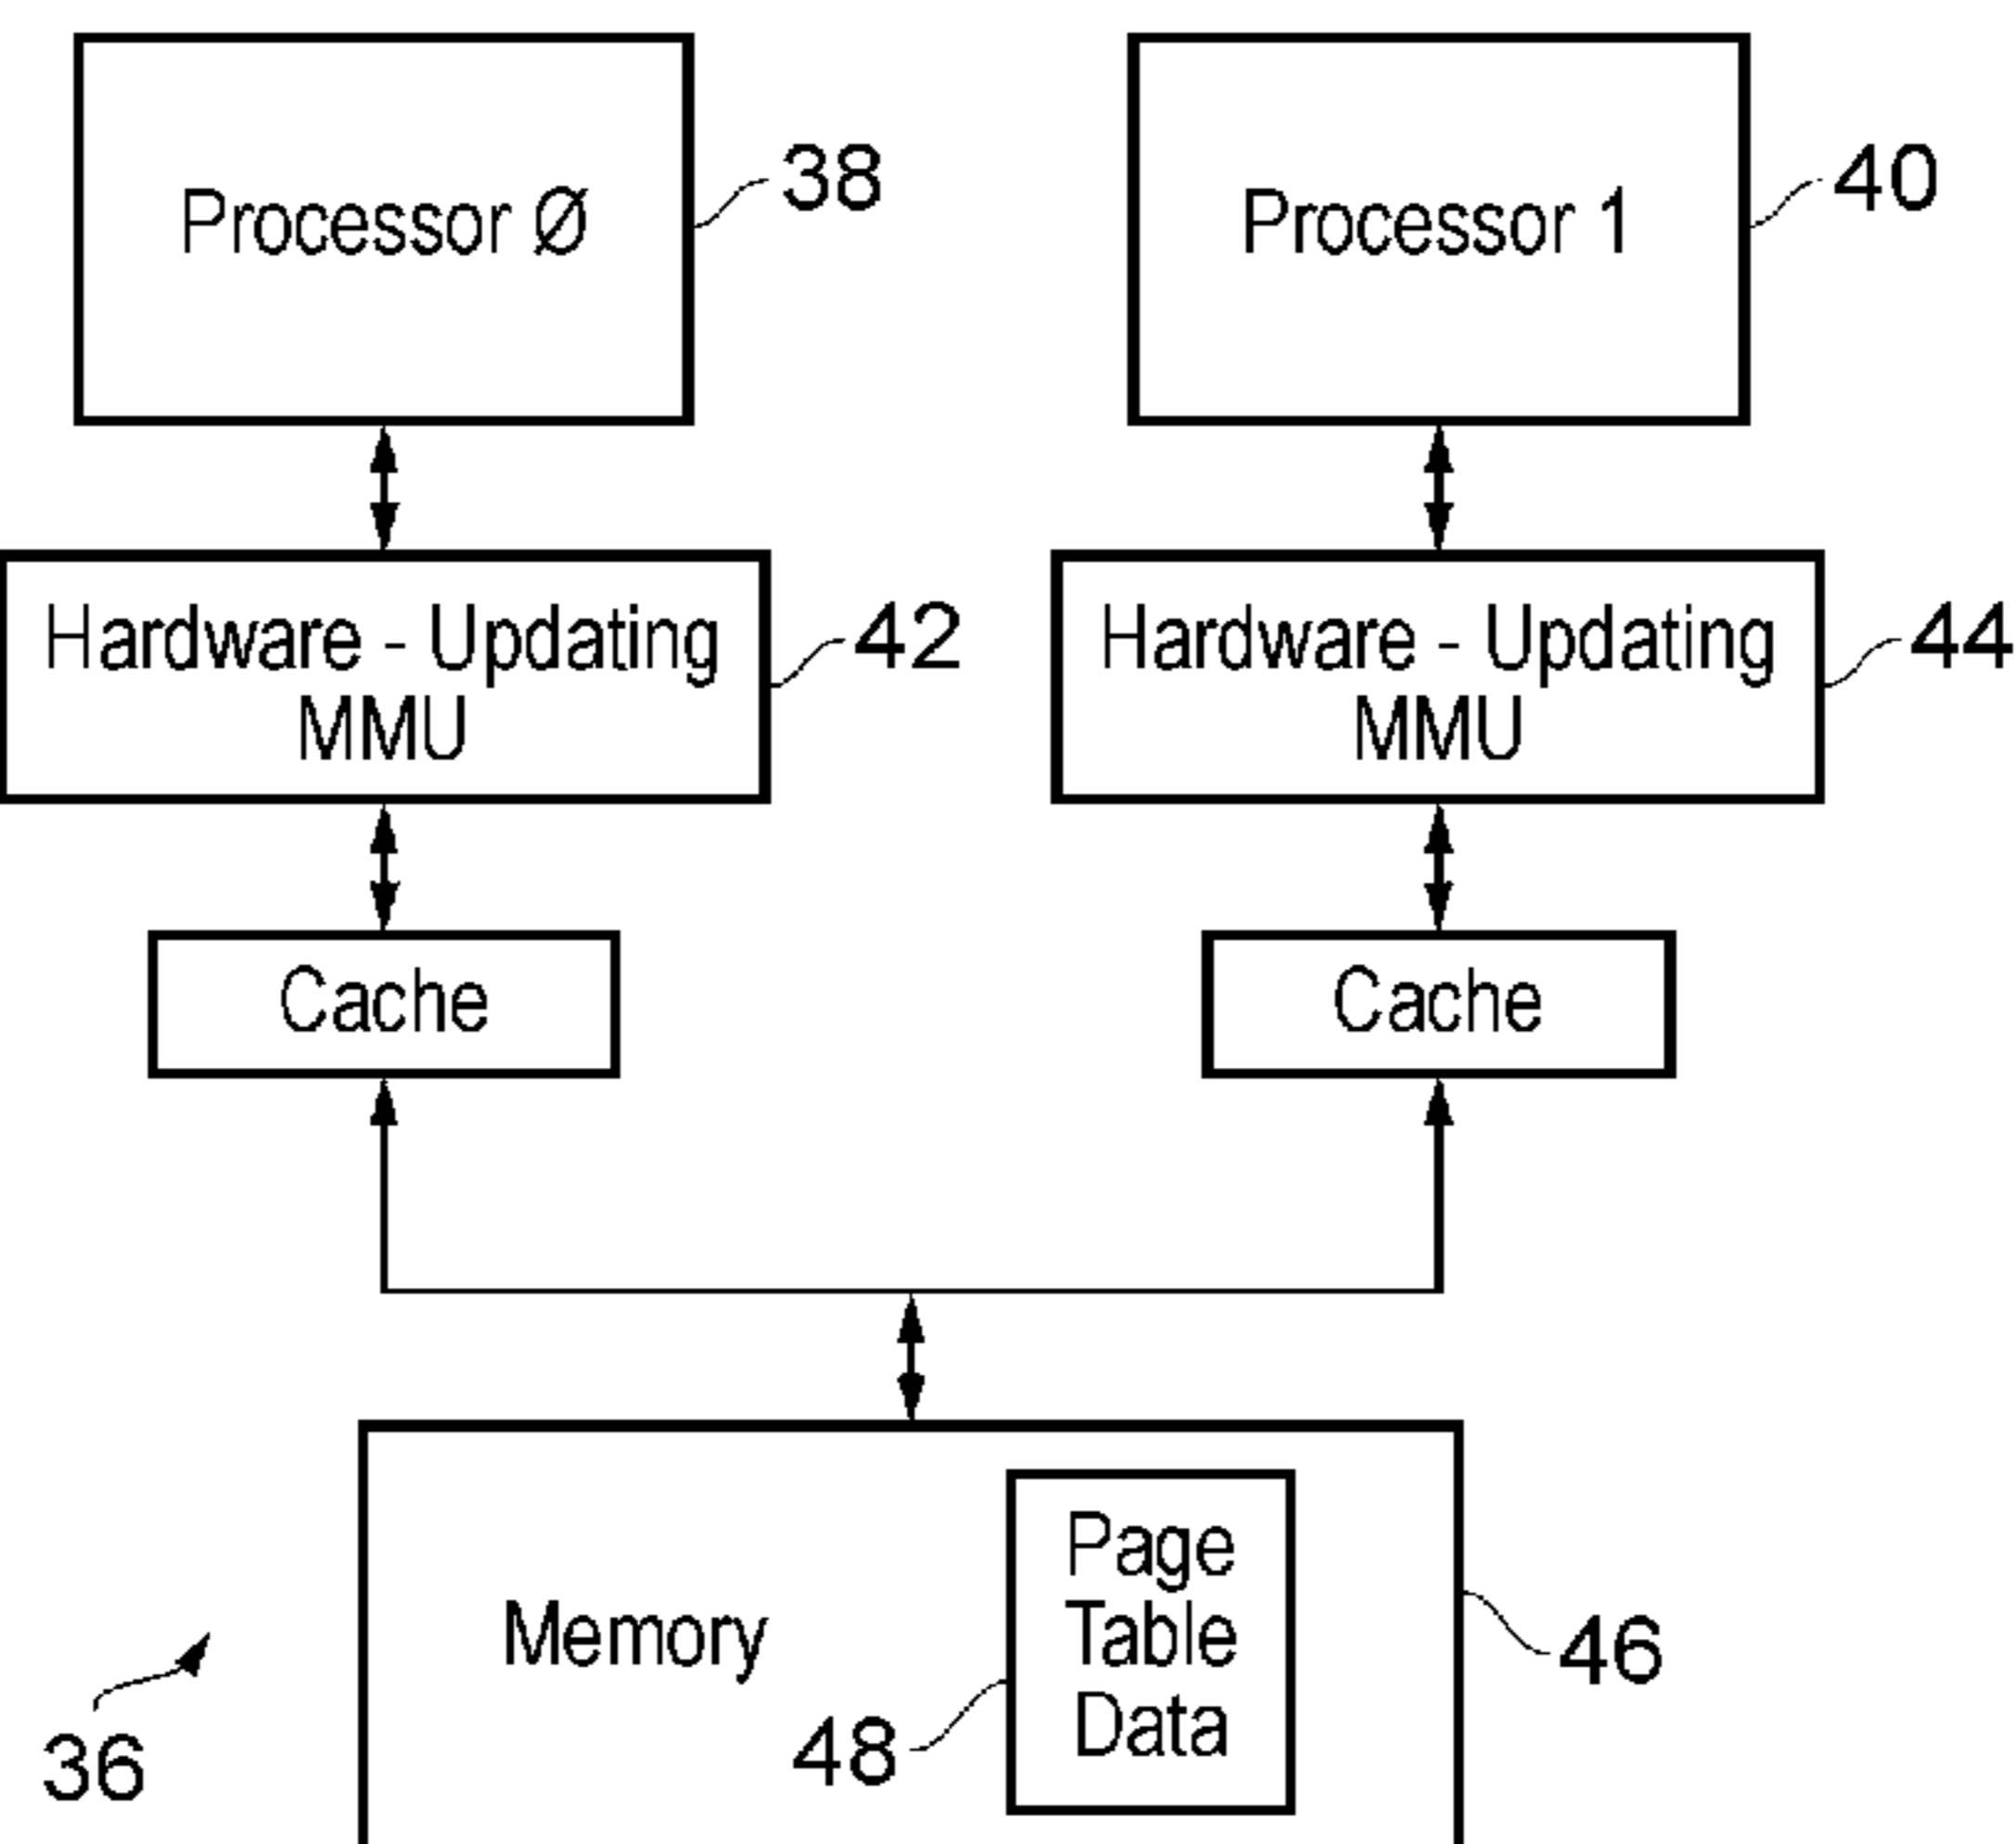 Processor Ø
38
Processor 1
40
Hardware - Updating
MMU
42
Hardware - Updating
MMU
44
Cache
Cache
Memory
Page
Table
Data
46
48
36